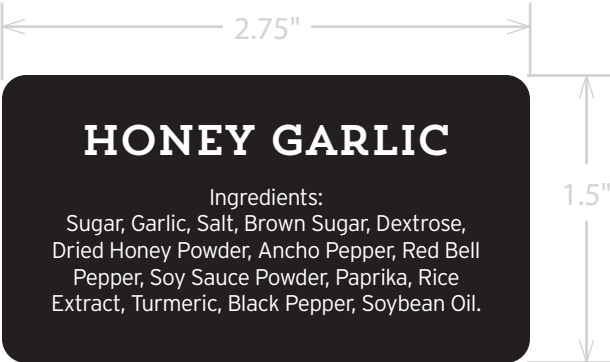 2.75"
HONEY GARLIC
1.5"
Ingredients:
Sugar, Garlic, Salt, Brown Sugar, Dextrose,
Dried Honey Powder, Ancho Pepper, Red Bell
Pepper, Soy Sauce Powder, Paprika, Rice
Extract, Turmeric, Black Pepper, Soybean Oil.